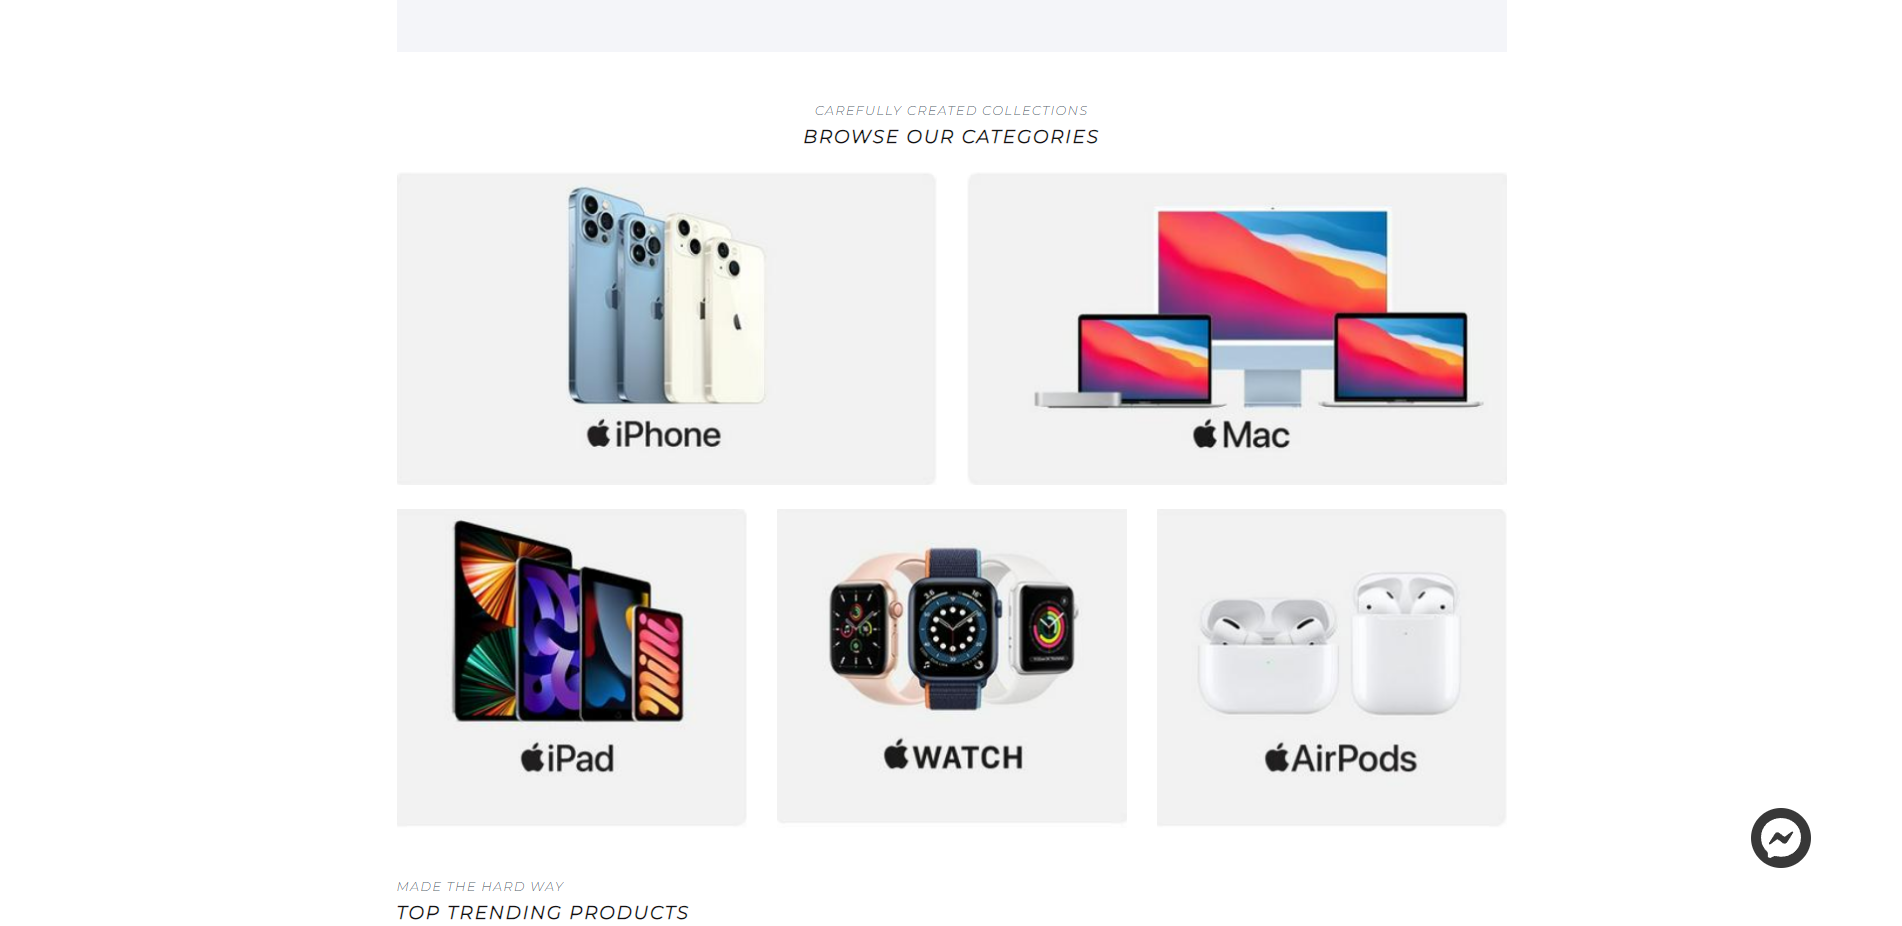 CAREFULLY CREATED COLLECTIONS
BROWSE OUR CATEGORIES
iPhone
Mac
iPad
WATCH
AirPods
MADE THE HARD WAY
TOP TRENDING PRODUCTS